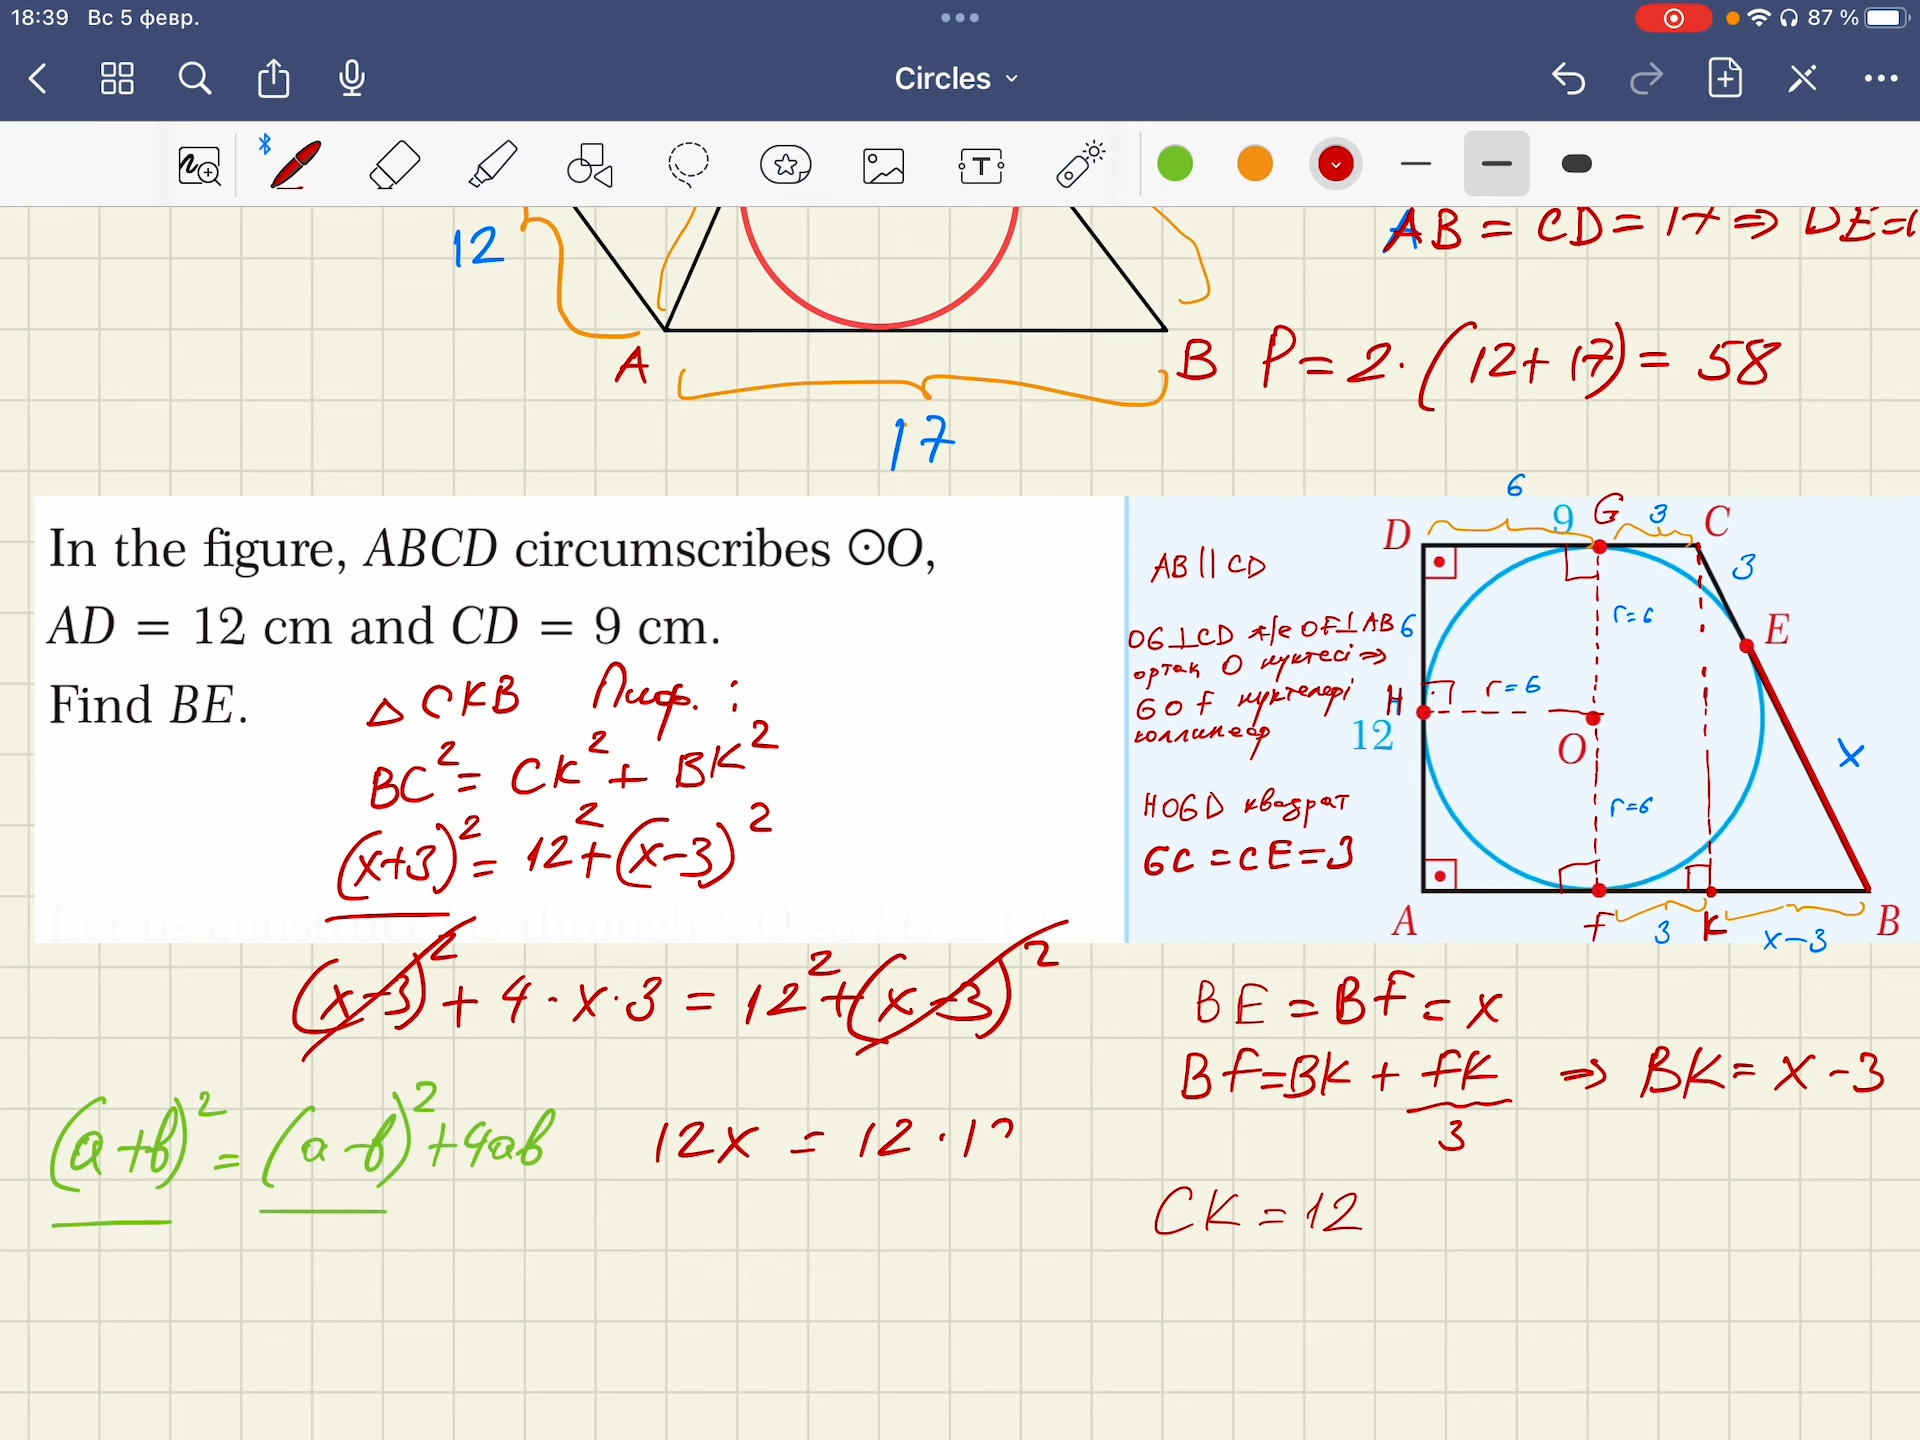 18:39 Вс 5 февр.
87 %
Circles
T
12
AB = CD = 17 ⇒ DE=
A
B
P = 2·(12+17) = 58
17
In the figure, ABCD circumscribes ⊙O,
AD = 12 cm and CD = 9 cm.
Find BE.
△ CKB Пиф. :
BC² = CK² + BK²
(x+3)² = 12² + (x-3)²
(x-3)² + 4·x·3 = 12² + (x-3)²
(a+b)² = (a-b)² + 4ab
12x = 12·1
AB || CD
OG⊥CD ж/е OF⊥AB
ортақ O нүктесі ⇒
G O F нүктелері
коллинеар
HOGD квадрат
GC = CE = 3
6
D
9
G
3
C
3
6
r=6
E
H
r=6
12
O
x
r=6
A
F
3
K
x-3
B
BE = BF = x
BF = BK + FK ⇒ BK = x-3
3
CK = 12